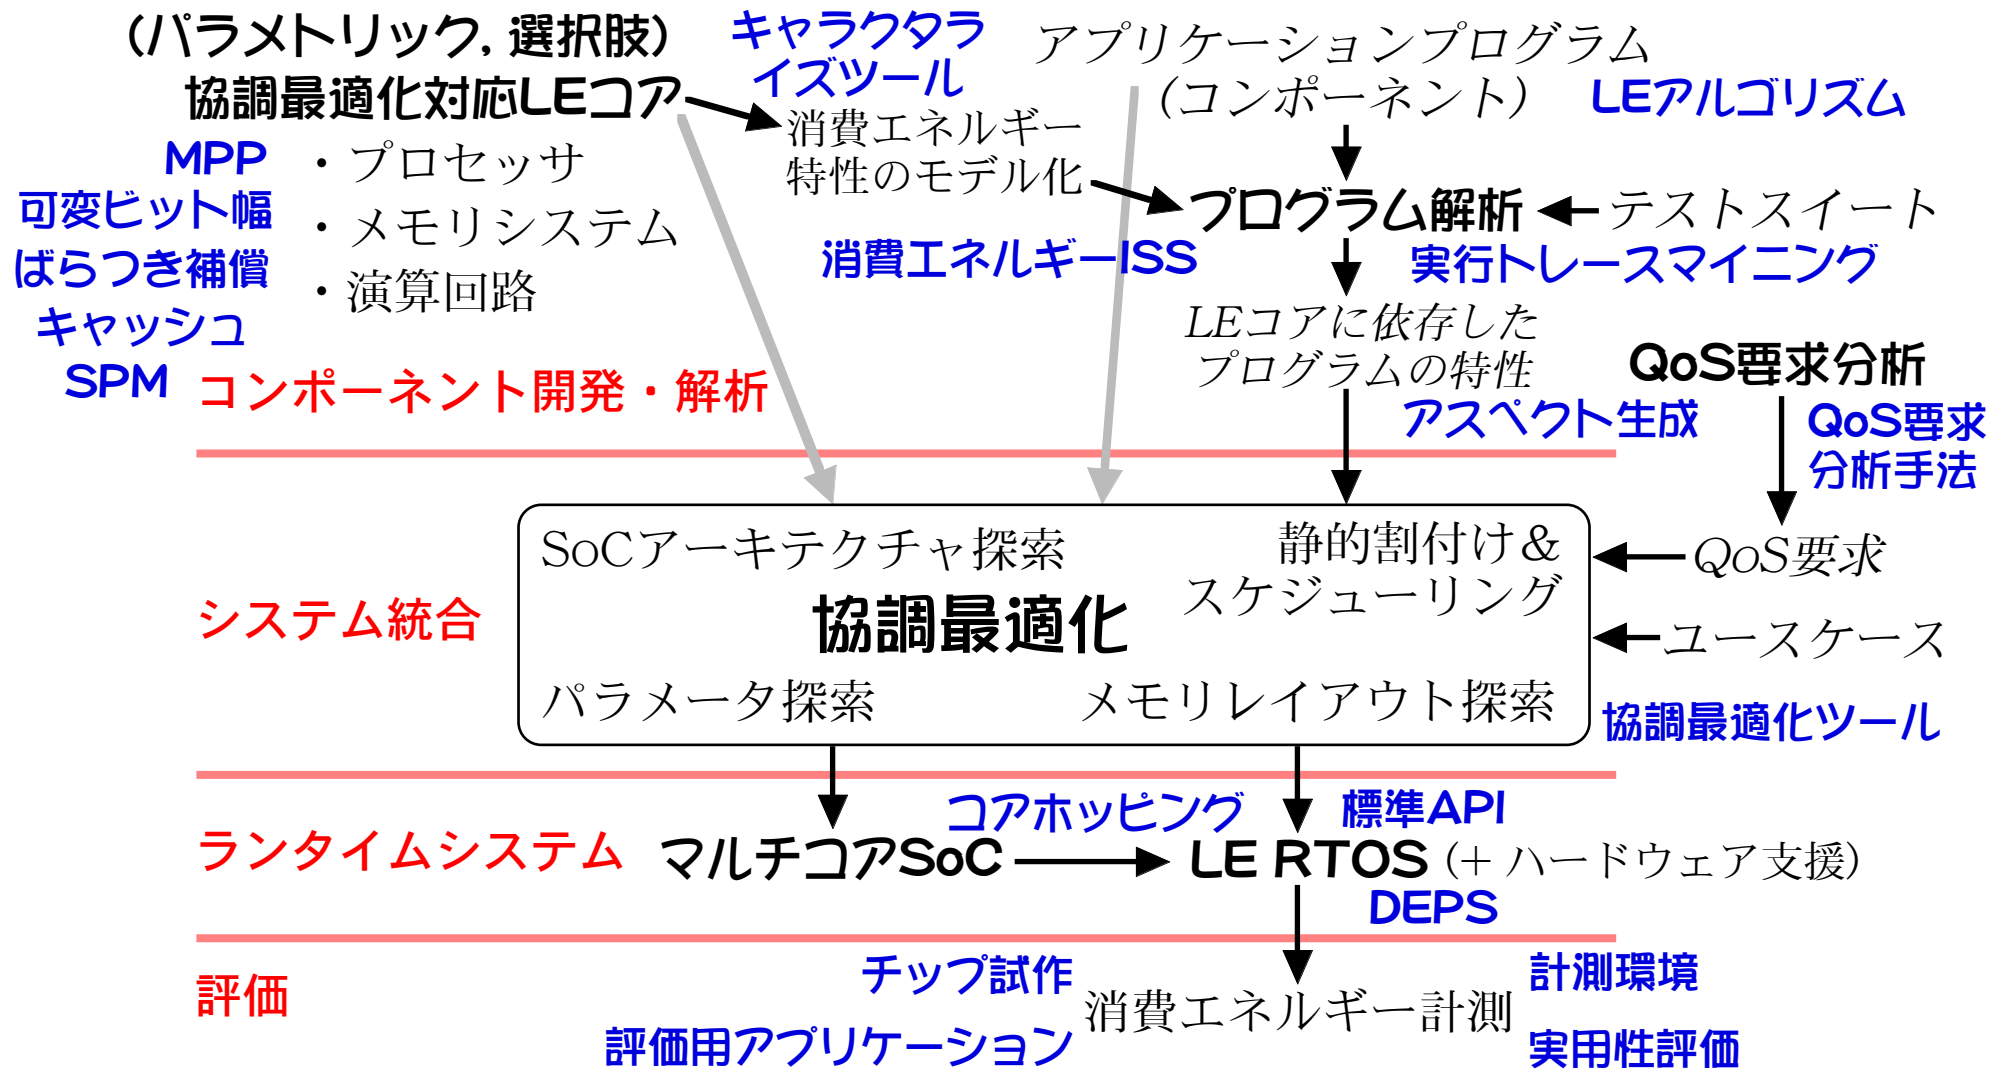 (パラメトリック, 選択肢)
協調最適化対応LEコア
キャラクタラ
イズツール
アプリケーションプログラム
(コンポーネント)
LEアルゴリズム
消費エネルギー
特性のモデル化
MPP
・プロセッサ
可変ビット幅
・メモリシステム
プログラム解析
テストスイート
ばらつき補償
・演算回路
消費エネルギーISS
実行トレースマイニング
キャッシュ
LEコアに依存した
プログラムの特性
SPM
コンポーネント開発・解析
QoS要求分析
アスペクト生成
QoS要求
分析手法
SoCアーキテクチャ探索
静的割付け&
スケジューリング
QoS要求
システム統合
協調最適化
ユースケース
パラメータ探索
メモリレイアウト探索
協調最適化ツール
コアホッピング
標準API
ランタイムシステム
マルチコアSoC
LE RTOS (+ ハードウェア支援)
DEPS
評価
チップ試作
計測環境
消費エネルギー計測
評価用アプリケーション
実用性評価